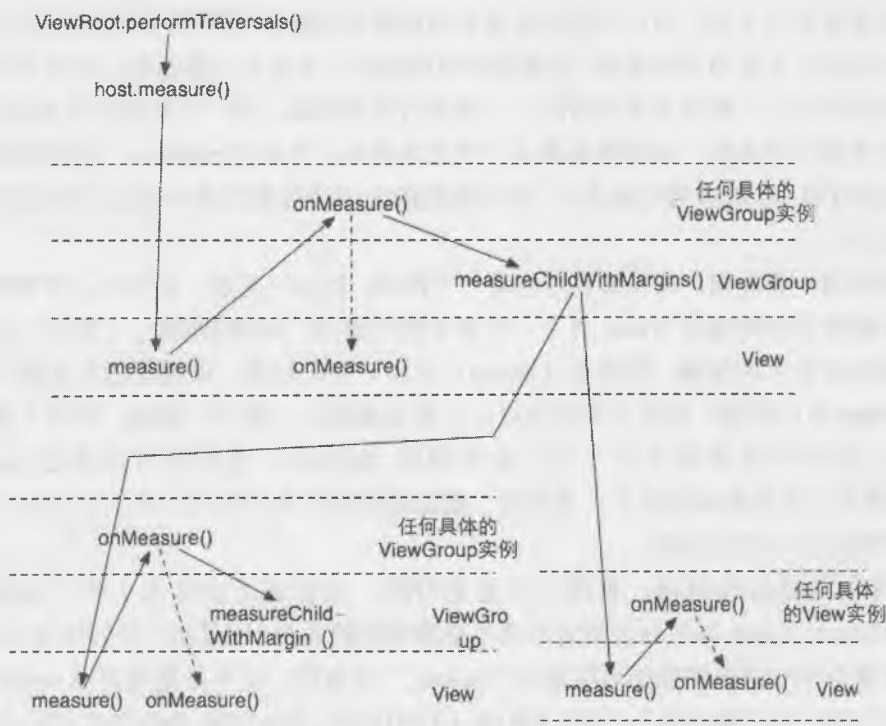 ViewRoot.performTraversals()
host.measure()
任何具体的
ViewGroup实例
onMeasure()
measureChildWithMargins() ViewGroup
measure()
onMeasure()
View
任何具体的
ViewGroup实例
onMeasure()
measureChild
WithMargin ()
ViewGro
up
measure()
onMeasure()
View
任何具体
的View实例
onMeasure()
measure()
onMeasure()
View